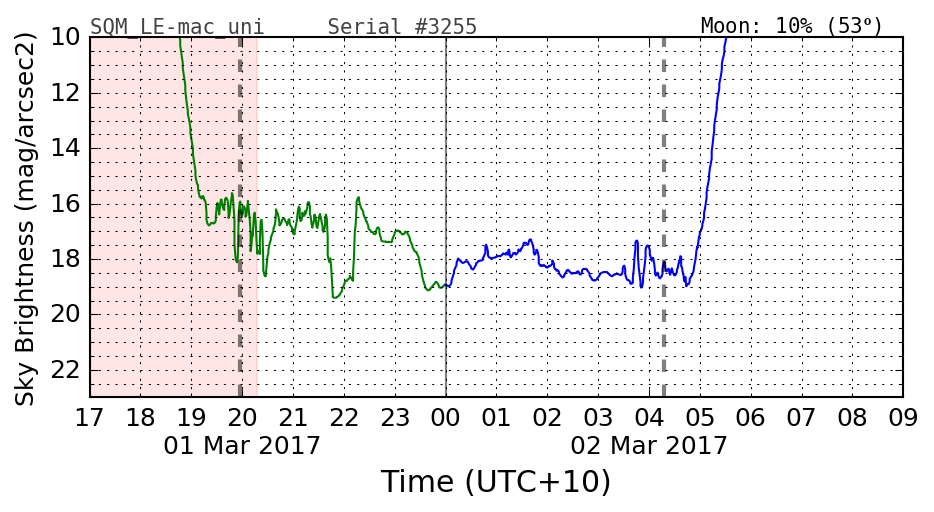 SQM_LE-mac_uni Serial #3255 Moon: 10% (53°)
Sky Brightness (mag/arcsec2)
10
12
14
16
18
20
22
17 18 19 20 21 22 23 00 01 02 03 04 05 06 07 08 09
01 Mar 2017 02 Mar 2017
Time (UTC+10)